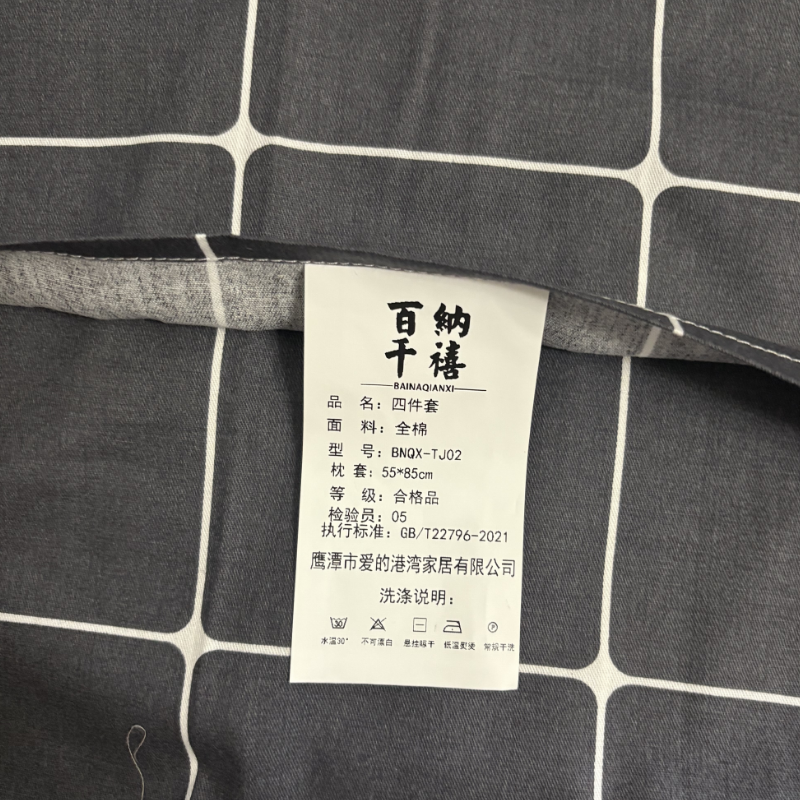 百納
千禧
BAINAQIANXI
品 名：四件套
面 料：全棉
型 号：BNQX-TJ02
枕 套：55*85cm
等 级：合格品
检验员：05
执行标准：GB/T22796-2021
鹰潭市爱的港湾家居有限公司
洗涤说明：
水温30° 不可漂白 悬挂晾干 低温熨烫 常规干洗